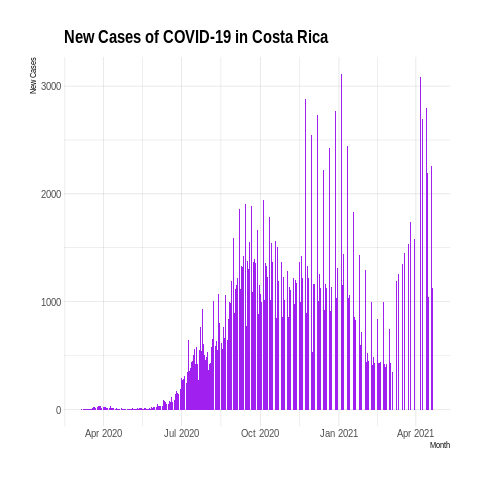 New Cases of COVID-19 in Costa Rica
New Cases
3000
2000
1000
0
Apr 2020 Jul 2020 Oct 2020 Jan 2021 Apr 2021
Month